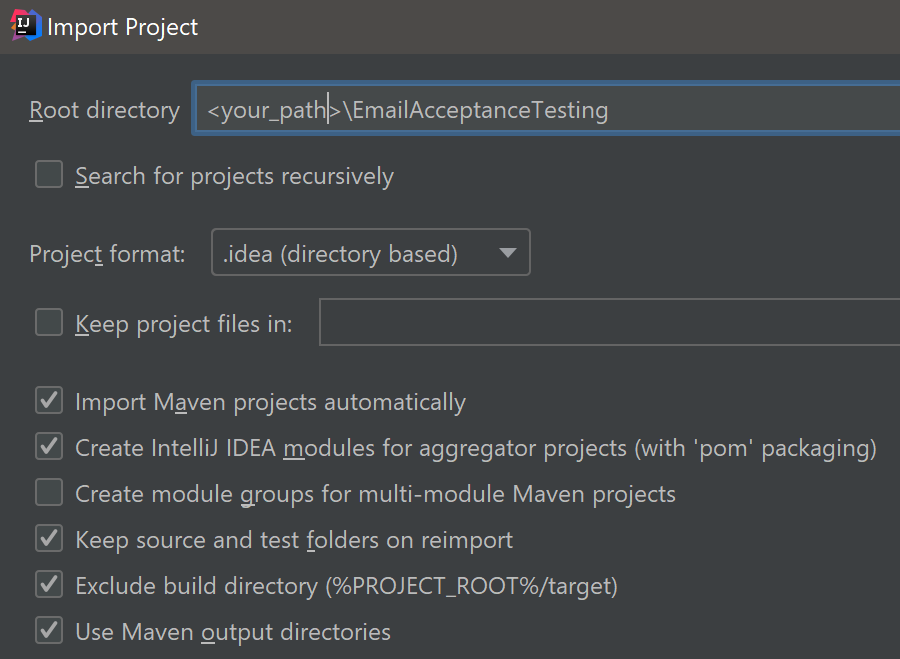 IJ
Import Project
Root directory <your_path>\EmailAcceptanceTesting
Search for projects recursively
Project format: .idea (directory based)
Keep project files in:
Import Maven projects automatically
Create IntelliJ IDEA modules for aggregator projects (with 'pom' packaging)
Create module groups for multi-module Maven projects
Keep source and test folders on reimport
Exclude build directory (%PROJECT_ROOT%/target)
Use Maven output directories